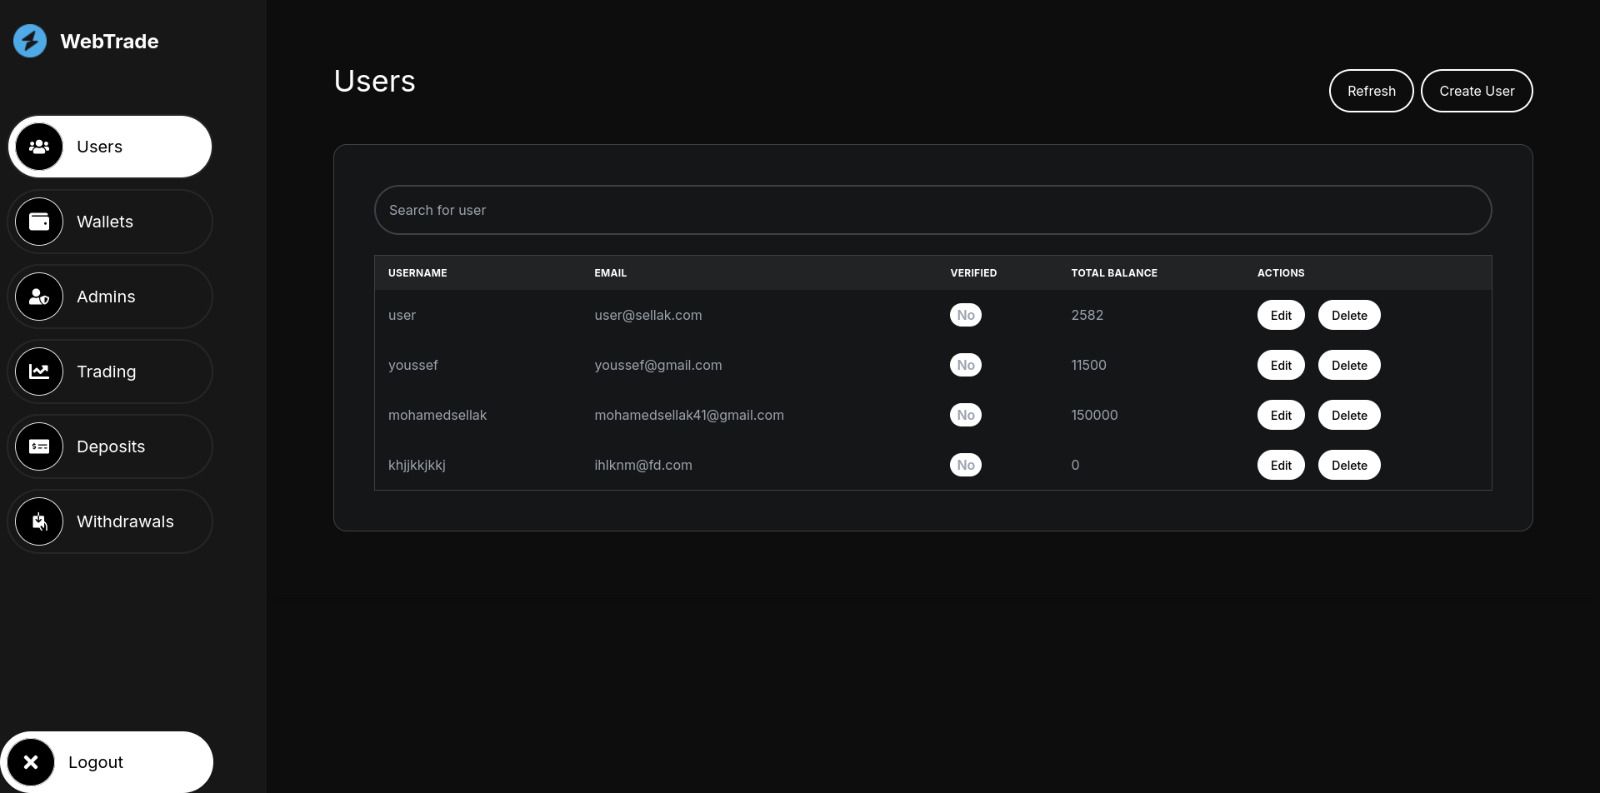 WebTrade
Users
Wallets
Admins
Trading
Deposits
Withdrawals
Logout
Users
Refresh Create User
Search for user
USERNAME EMAIL VERIFIED TOTAL BALANCE ACTIONS
user user@sellak.com No 2582 Edit Delete
youssef youssef@gmail.com No 11500 Edit Delete
mohamedsellak mohamedsellak41@gmail.com No 150000 Edit Delete
khjjkkjkkj ihlknm@fd.com No 0 Edit Delete